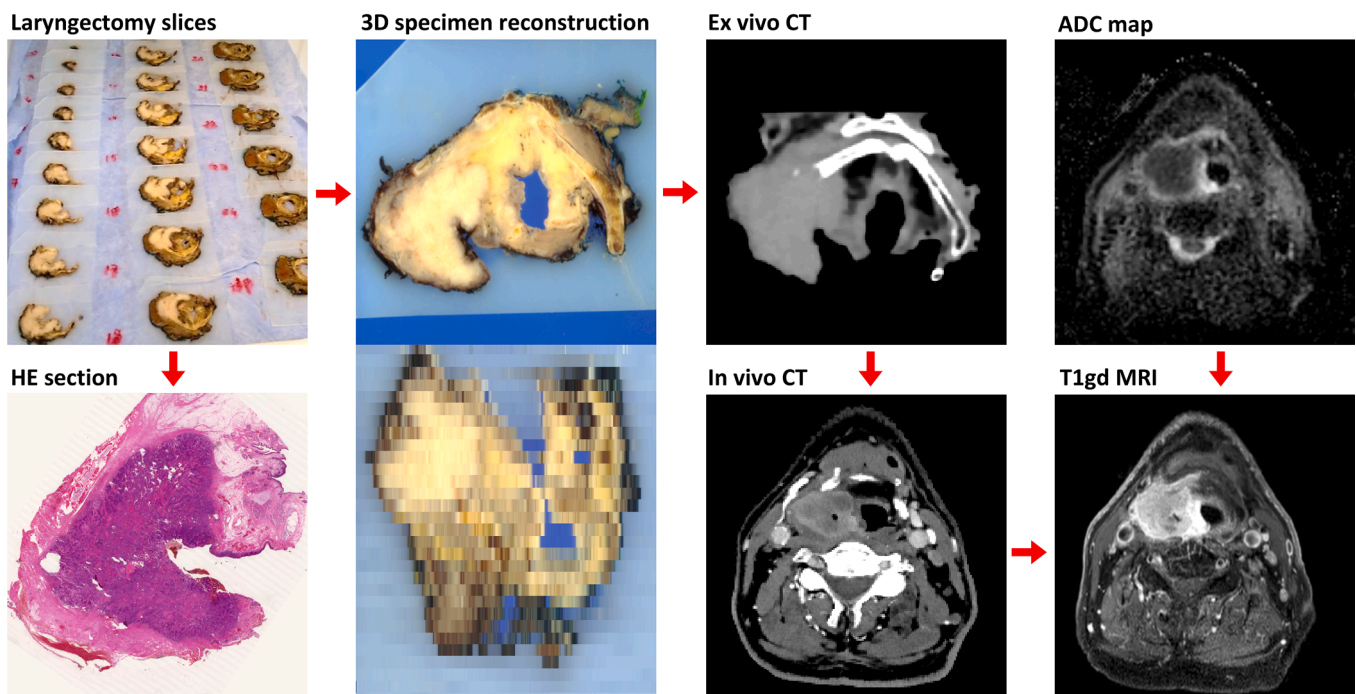 Laryngectomy slices
3D specimen reconstruction
Ex vivo CT
ADC map
HE section
In vivo CT
T1gd MRI